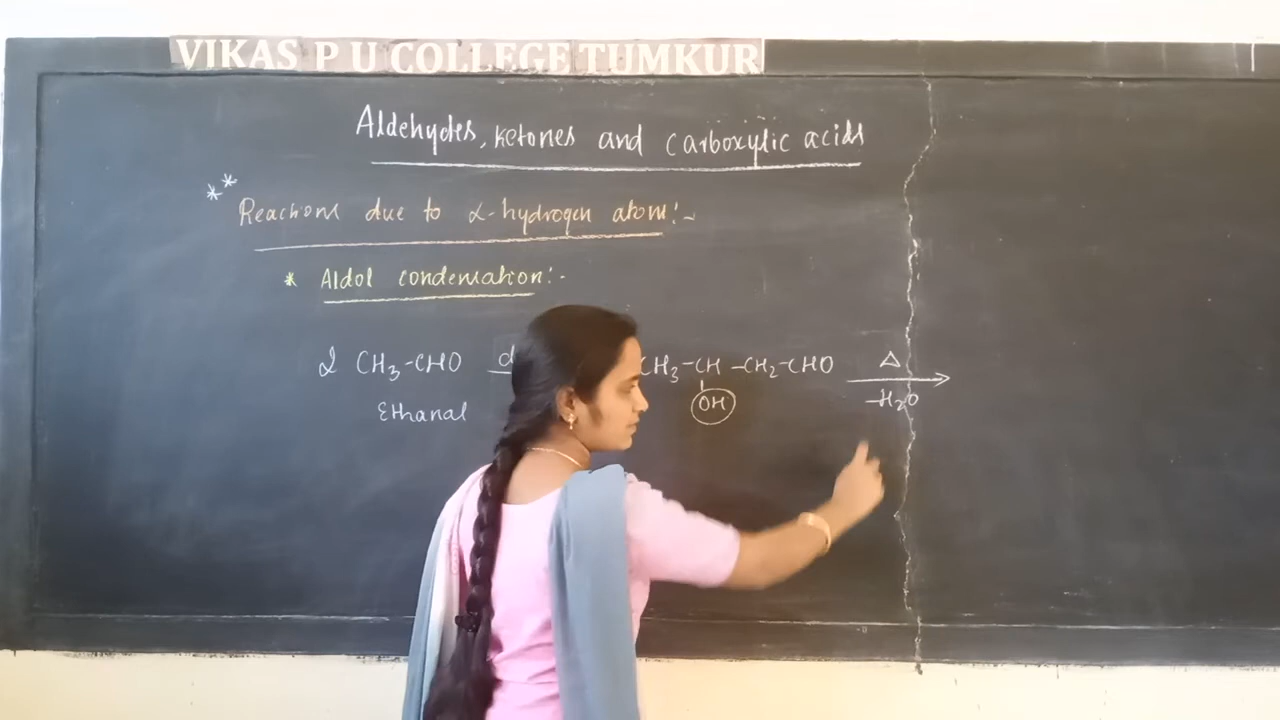 VIKAS P U COLLEGE TUMKUR
Aldehydes, ketones and carboxylic acids
** Reactions due to α-hydrogen atom:-
* Aldol condensation:-
2 CH₃-CHO d CH₃-CH-CH₂-CHO Δ
OH -H₂O
Ethanal